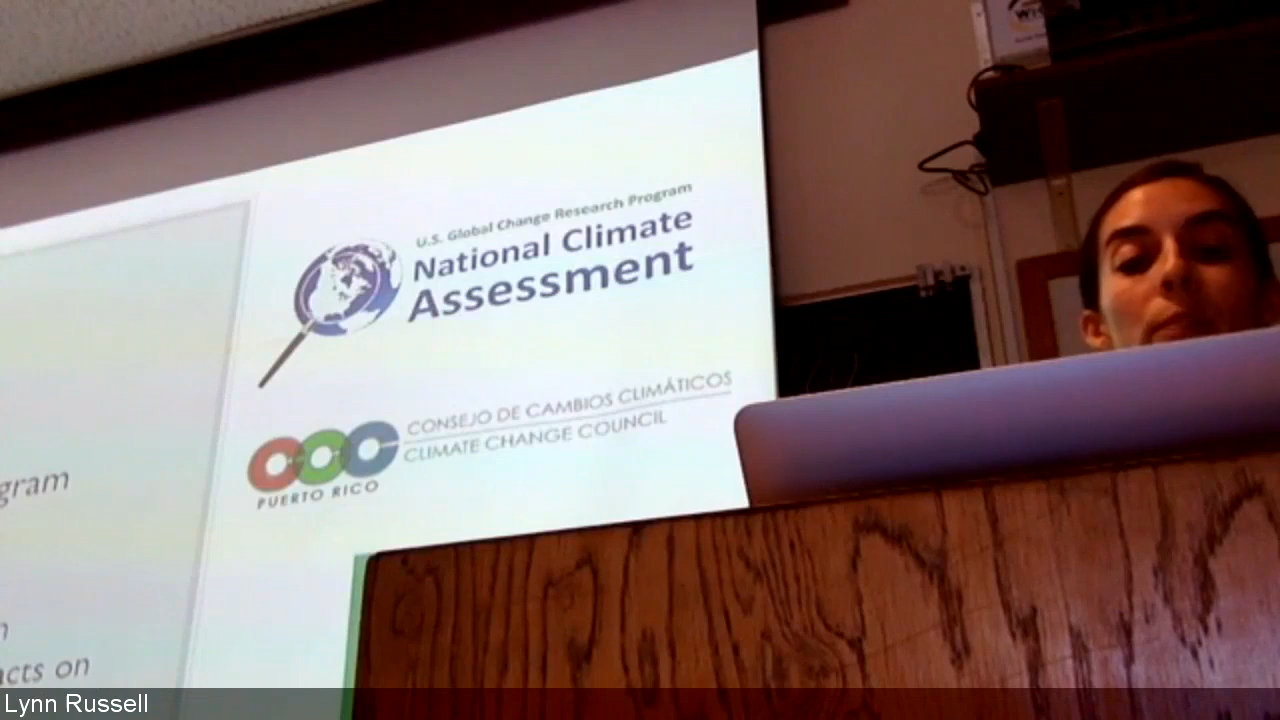 U.S. Global Change Research Program
National Climate
Assessment
CONSEJO DE CAMBIOS CLIMÁTICOS
CLIMATE CHANGE COUNCIL
PUERTO RICO
gram
n
acts on
Lynn Russell